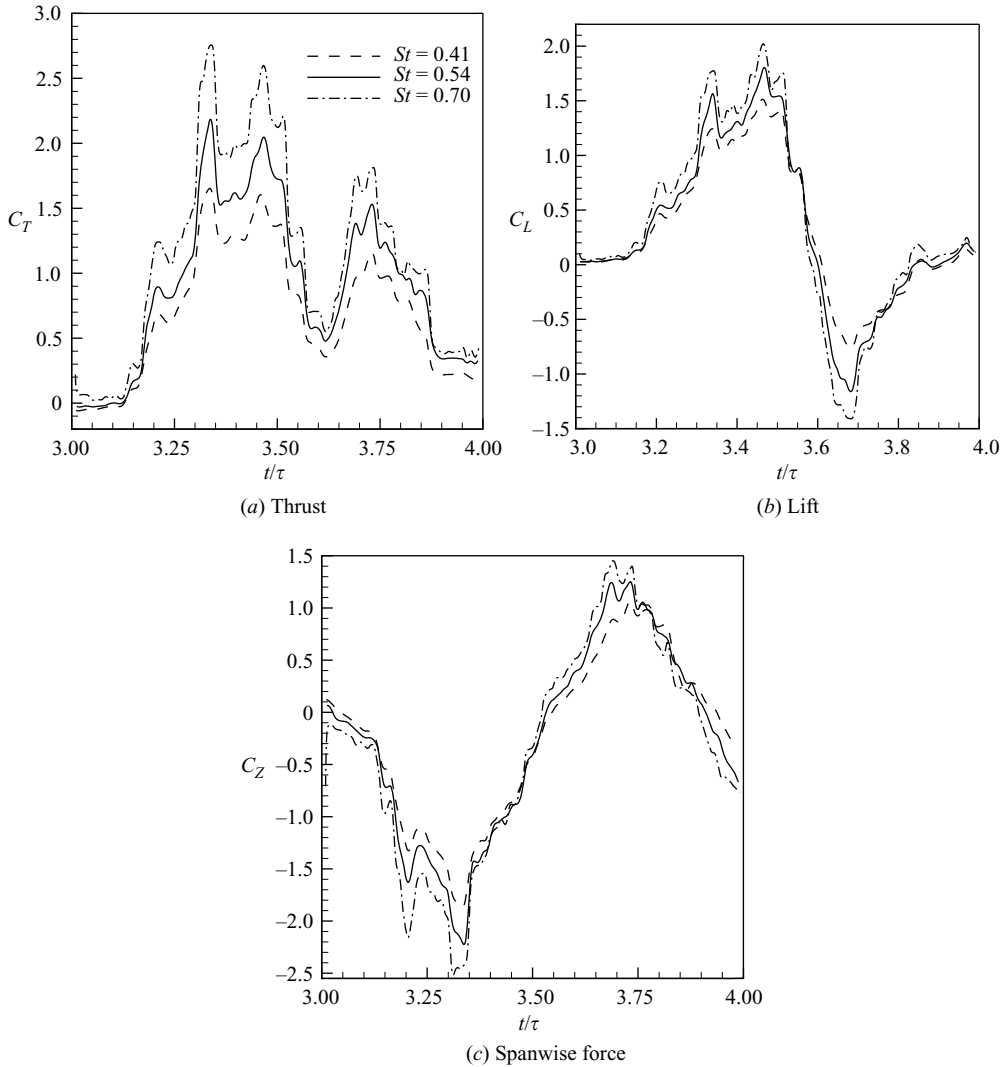 3.0
2.5
2.0
1.5
1.0
0.5
0
C_T
St = 0.41
St = 0.54
St = 0.70
3.00 3.25 3.50 3.75 4.00
t/τ
(a) Thrust
2.0
1.5
1.0
0.5
0
–0.5
–1.0
–1.5
C_L
3.0 3.2 3.4 3.6 3.8 4.0
t/τ
(b) Lift
1.5
1.0
0.5
0
–0.5
–1.0
–1.5
–2.0
–2.5
C_Z
3.00 3.25 3.50 3.75 4.00
t/τ
(c) Spanwise force